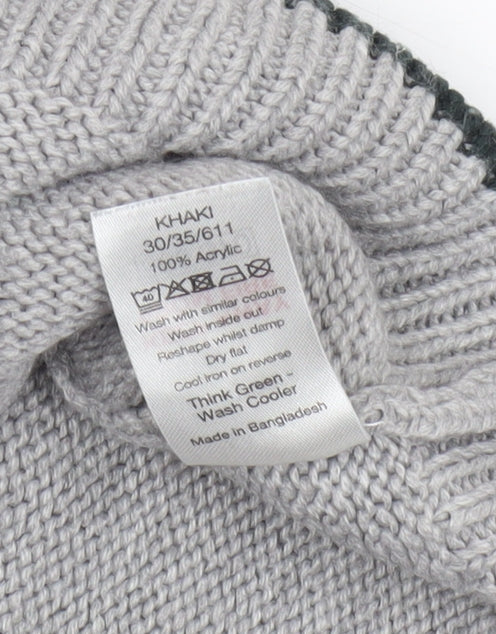 KHAKI
30/35/611
100% Acrylic
40
Wash with similar colours
Wash inside out
Reshape whilst damp
Dry flat
Cool iron on reverse
Think Green -
Wash Cooler
Made in Bangladesh